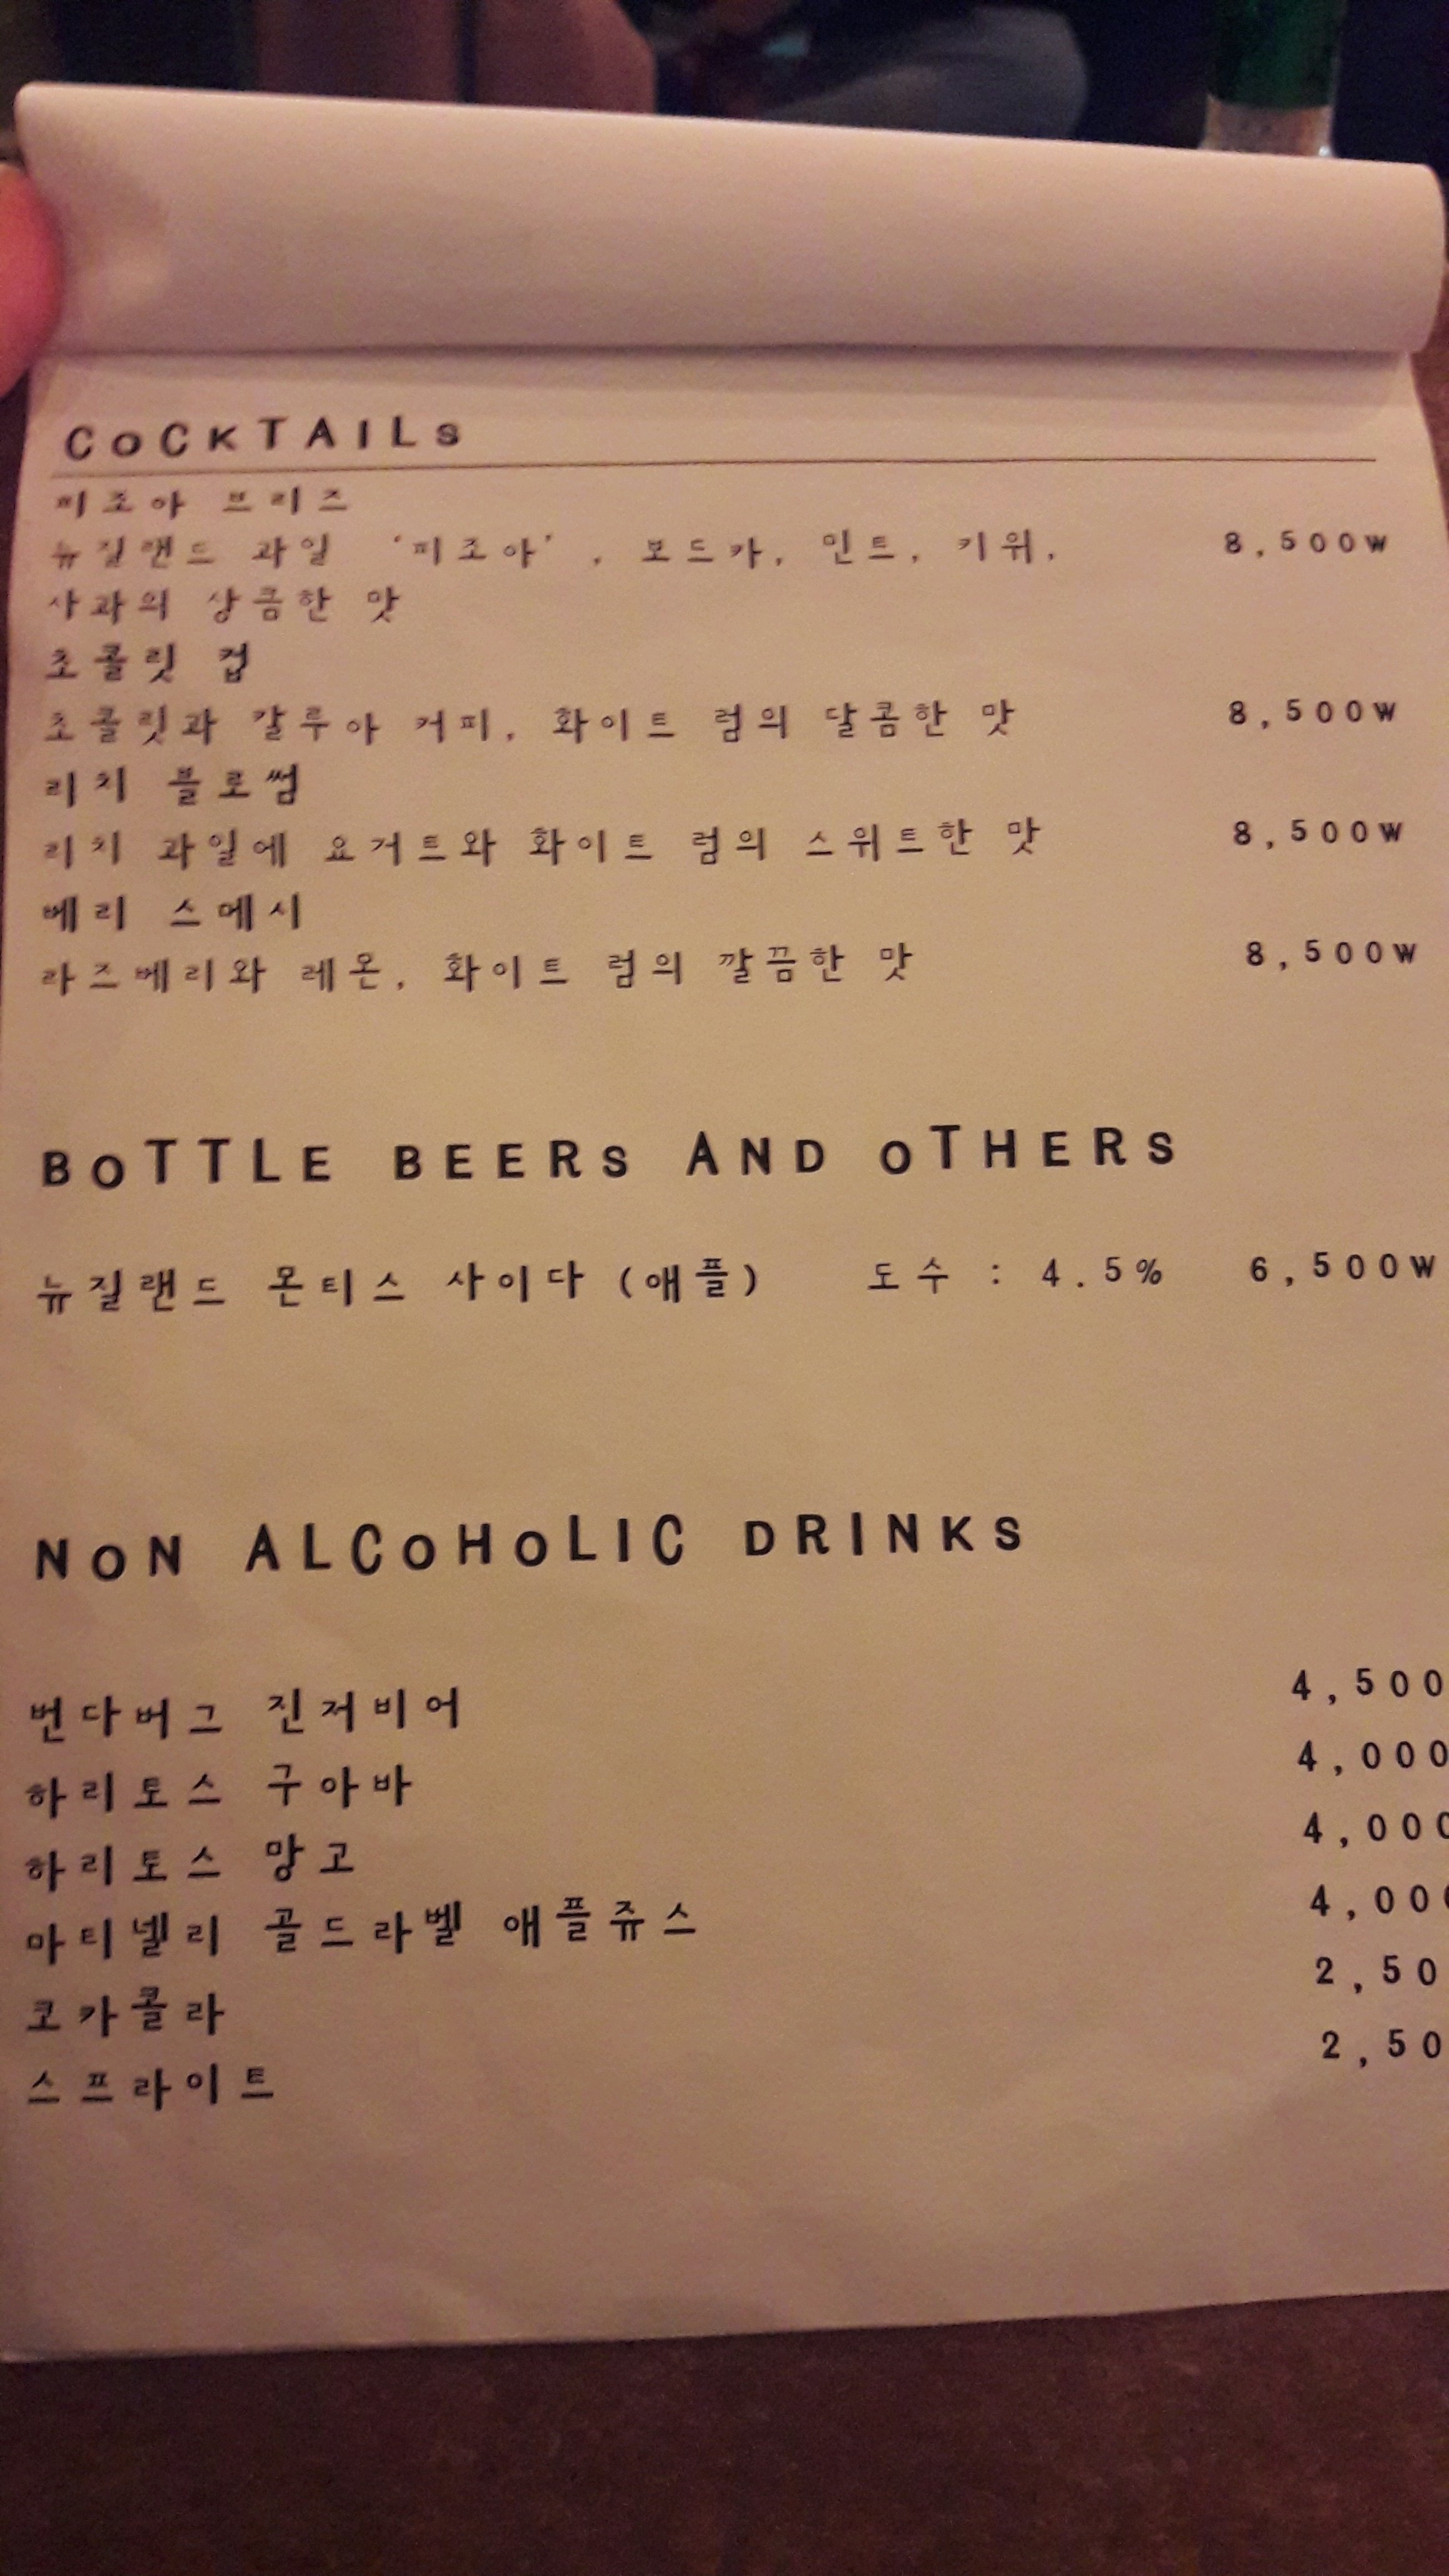 COCKTAILS
피조아 브리즈
뉴질랜드 과일 '피조아', 보드카, 민트, 키위, 8,500W
사과의 상큼한 맛
초콜릿 컵
초콜릿과 칼루아 커피, 화이트 럼의 달콤한 맛 8,500W
리치 블로썸
리치 과일에 요거트와 화이트 럼의 스위트한 맛 8,500W
베리 스메시
라즈베리와 레몬, 화이트 럼의 깔끔한 맛 8,500W
BOTTLE BEERS AND OTHERS
뉴질랜드 몬티스 사이다(애플) 도수 : 4.5% 6,500W
NON ALCOHOLIC DRINKS
번다버그 진저비어 4,500
하리토스 구아바 4,000
하리토스 망고 4,000
마티넬리 골드라벨 애플쥬스 4,000
코카콜라 2,50
스프라이트 2,50